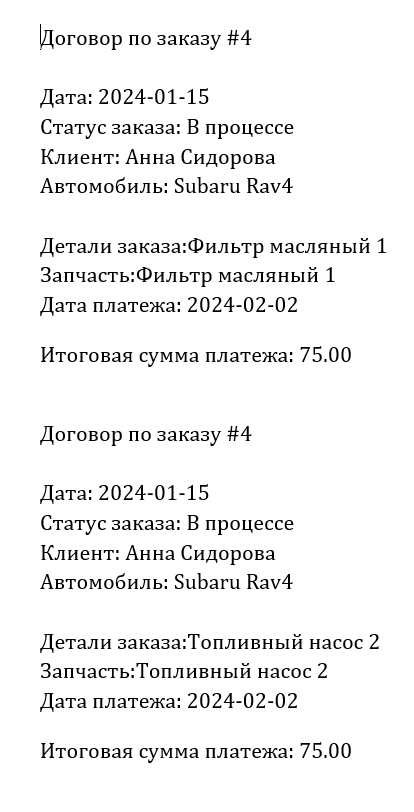 Договор по заказу #4
Дата: 2024-01-15
Статус заказа: В процессе
Клиент: Анна Сидорова
Автомобиль: Subaru Rav4
Детали заказа:Фильтр масляный 1
Запчасть:Фильтр масляный 1
Дата платежа: 2024-02-02
Итоговая сумма платежа: 75.00
Договор по заказу #4
Дата: 2024-01-15
Статус заказа: В процессе
Клиент: Анна Сидорова
Автомобиль: Subaru Rav4
Детали заказа:Топливный насос 2
Запчасть:Топливный насос 2
Дата платежа: 2024-02-02
Итоговая сумма платежа: 75.00